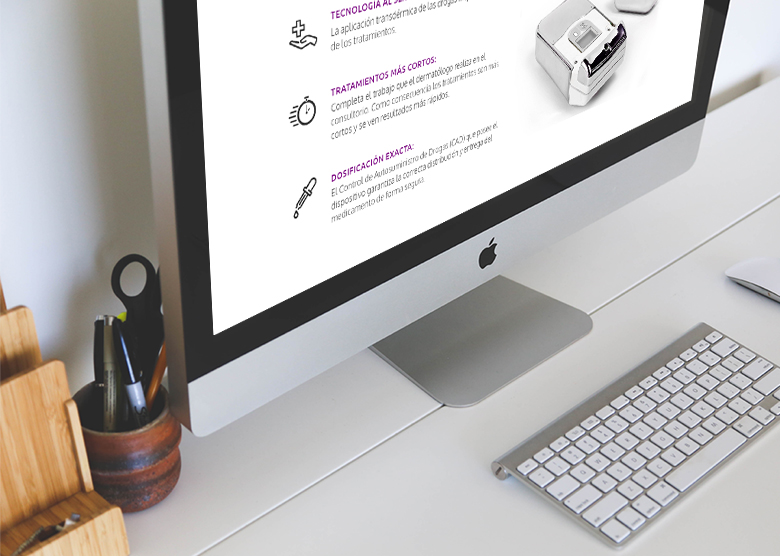 TECNOLOGÍA AL
La aplicación transdérmica de las drogas
de los tratamientos.
TRATAMIENTOS MÁS CORTOS:
Completa el trabajo que el dermatólogo realiza en el
consultorio. Como consecuencia los tratamientos son más
cortos y se ven resultados más rápidos.
DOSIFICACIÓN EXACTA:
El Control de Autosuministro de Drogas (CAD) que posee el
dispositivo garantiza la correcta distribución y entrega del
medicamento de forma segura.